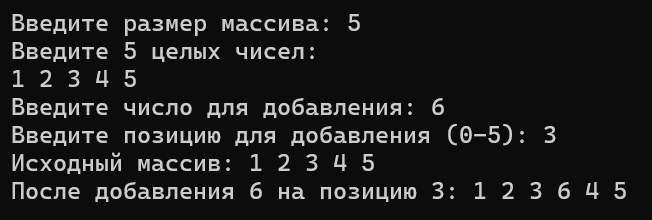 Введите размер массива: 5
Введите 5 целых чисел:
1 2 3 4 5
Введите число для добавления: 6
Введите позицию для добавления (0-5): 3
Исходный массив: 1 2 3 4 5
После добавления 6 на позицию 3: 1 2 3 6 4 5